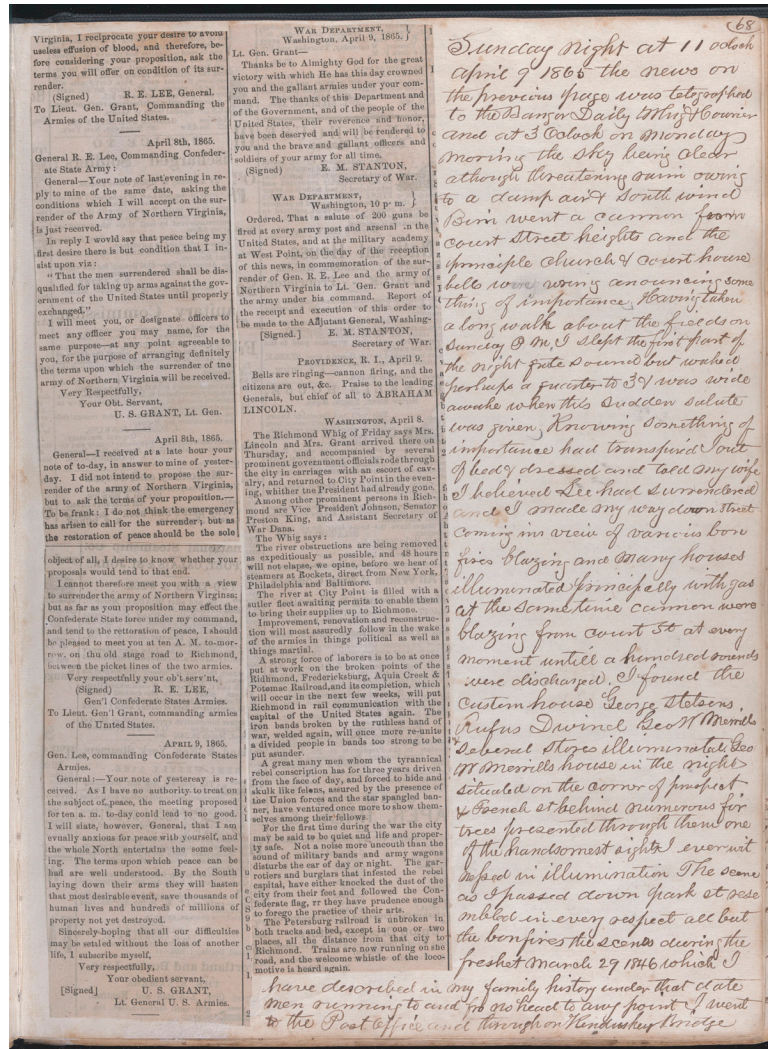 68
Virginia, I reciprocate your desire to avoid
useless effusion of blood, and therefore, be-
fore considering your proposition, ask the
terms you will offer on condition of its sur-
render.
(Signed) R. E. LEE, General.
To Lieut. Gen. Grant, Commanding the
Armies of the United States.
April 8th, 1865.
General R. E. Lee, Commanding Confeder-
ate State Army:
General—Your note of last evening in re-
ply to mine of the same date, asking the
conditions which I will accept on the sur-
render of the Army of Northern Virginia,
is just received.
In reply I would say that peace being my
first desire there is but condition that I in-
sist upon viz:
"That the men surrendered shall be dis-
qualified for taking up arms against the gov-
ernment of the United States until properly
exchanged."
I will meet you, or designate officers to
meet any officer you may name, for the
same purpose—at any point agreeable to
you, for the purpose of arranging definitely
the terms upon which the surrender of tne
army of Northern Virginia will be received.
Very Respectfully,
Your Obt. Servant,
U. S. GRANT, Lt. Gen.
April 8th, 1865.
General—I received at a late hour your
note of to-day, in answer to mine of yester-
day. I did not intend to propose the sur-
render of the army of Northern Virginia,
but to ask the terms of your proposition.—
To be frank: I do not think the emergency
has arisen to call for the surrender; but as
the restoration of peace should be the sole
object of all, I desire to know whether your
proposals would tend to that end.
I cannot therefore meet you with a view
to surrender the army of Northern Virginsa;
but as far as your proposition may effect the
Confederate State force under my command,
and tend to the restoration of peace, I should
be pleased to meet you at ten A. M. to-mor-
row, on thu old stage road to Richmond,
between the picket lines of the two armies.
Very respectfully your ob't serv'nt,
(Signed) R. E. LEE,
Gen'l Confederate States Armies.
To Lieut. Gen'l Grant, commanding armies
of the United States.
APRIL 9, 1865.
Gen. Lee, commanding Confederate States
Armies.
General:—Your note of yestereay is re-
ceived. As I have no authority to treat on
the subject of peace, the meeting proposed
for ten a. m. to-day could lead to no good.
I will slate, however, General, that I am
evually anxious for peace with yourself, and
the whole North entertains the some feel-
ing. The terms upon which peace can be
had are well understood. By the South
laying down their arms they will hasten
that most desirable event, save thousands of
human lives and hundreds of millions of
property not yet destroyed.
Sincerely hoping that all our difficulties
may be settled without the loss of another
life, I subscribe myself,
Very respectfully,
Your obedient servant,
[Signed] U. S. GRANT,
Lt. General U. S. Armies.
WAR DEPARTMENT,
Washington, April 9, 1865.
Lt. Gen. Grant—
Thanks be to Almighty God for the great
victory with which He has this day crowned
you and the gallant armies under your com-
mand. The thanks of this Department and
of the Government, and of the people of the
United States, their reverence and honor,
have been deserved and will be rendered to
you and the brave and gallant officers and
soldiers of your army for all time.
(Signed) E. M. STANTON,
Secretary of War.
WAR DEPARTMENT,
Washington, 10 p· m.
Ordered, That a salute of 200 guns be
fired at every army post and arsenal in the
United States, and at the military academy
at West Point, on the day of the reception
of this news, in commemoration of the sur-
render of Gen. R. E. Lee and the army of
Northern Virginia to Lt. Gen. Grant and
the army under his command. Report of
the receipt and execution of this order to
be made to the Adjutant General, Washing-
[Signed.] E. M. STANTON,
Secretary of War.
PROVIDENCE, R. I., April 9.
Bells are ringing—cannon firing, and the
citizens are out, &c. Praise to the leading
Generals, but chief of all to ABRAHAM
LINCOLN.
WASHINGTON, April 8.
The Richmond Whig of Friday says Mrs.
Lincoln and Mrs. Grant arrived there on
Thursday, and accompanied by several
prominent government officials rode through
the city in carriages with an escort of cav-
alry, and returned to City Point in the even-
ing, whether the President had already gone.
Among other prominent persons in Rich-
mond are Vice President Johnson, Senator
Preston King, and Assistant Secretary of
War Dana.
The Whig says:
The river obstructions are being removed
as expeditiously as possible, and 48 hours
will not elapse, we opine, before we hear of
steamers at Rockets, direct from New York,
Philadelphia and Baltimore.
The river at City Point is filled with a
sutler fleet awaiting permits to enable them
to bring their supplies up to Richmond.
Improvement, renovation and reconstruc-
tion will most assuredly follow in the wake
of the armies in things political as well as
things martial.
A strong force of laborers is to be at once
put at work on the broken points of the
Ridhmond, Fredericksburg, Aquia Creek &
Potsmac Railroad, and its completion, which
will occur in the next few weeks, will put
Richmond in rail communication with the
capital of the United States again. The
iron bands broken by the ruthless hand of
war, welded again, will once more re-unite
a divided people in bands too strong to be
put asunder.
A great many men whom the tyrannical
rebel conscription has for three years driven
from the face of day, and forced to hide and
skulk like felons, assured by the presence of
the Union forces and the star spangled ban-
ner, have ventured once more to show them-
selves among their fellows.
For the first time during the war the city
may be said to be quiet and life and proper-
ty safe. Not a noise more uncouth than the
sound of military bands and army wagons
disturbs the ear of day or night. The gar-
rotiers and burglars that infested the rebel
capital, have either knocked the dust of the
city from their feet and followed the Con-
federate flag, rr they have prudence enough
to forego the practice of their arts.
The Petersburg railroad is unbroken in
both tracks and bed, except in one or two
places, all the distance from that city to
Richmond. Trains are now running on she
road, and the welcome whistle of the loco-
motive is heard again.
Sunday night at 11 oclock
april 9 1865 the news on
the previous page was telegraphed
to the Bangor Daily Whig & Courier
and at 3 Oclock on Monday
morning the sky being clear
although threatening rain owing
to a damp air & south wind
Bim went a cannon from
court Street heights and the
principle church & court house
bells were wrong anouncing some
thing of importance, Having taken
a long walk about the fields on
Sunday P M, I slept the first part of
the night quite sound but waked
perhaps a quarter to 3 & was wide
awake when this sudden salute
was given, Knowing something of
importance had transpired I out
of bed & dressed and told my wife
I believed Lee had surrendered
and I made my way down street
coming in view of various bon
fires blazing and many houses
illuminated principally with gas
at the same time cannon were
blazing from court St at every
moment untill a hundred rounds
were discharged. I found the
custom house George Stetsons,
Rufus Dwinel Geo W Merrills
& several stores illuminated Geo
W Merrills house in the night
situated on the corner of prospect
& French st behind numerous fir
trees presented through them one
of the handsomest sights I ever wit
nessed in illumination The scene
as I passed down park st rese
mbled in every respect all but
the bonfires the scenes during the
freshet March 29 1846 which I
have described in my family history under that date
men running to and fro no head to any point I went
to the Post Office and through on Kenduskeg Bridge